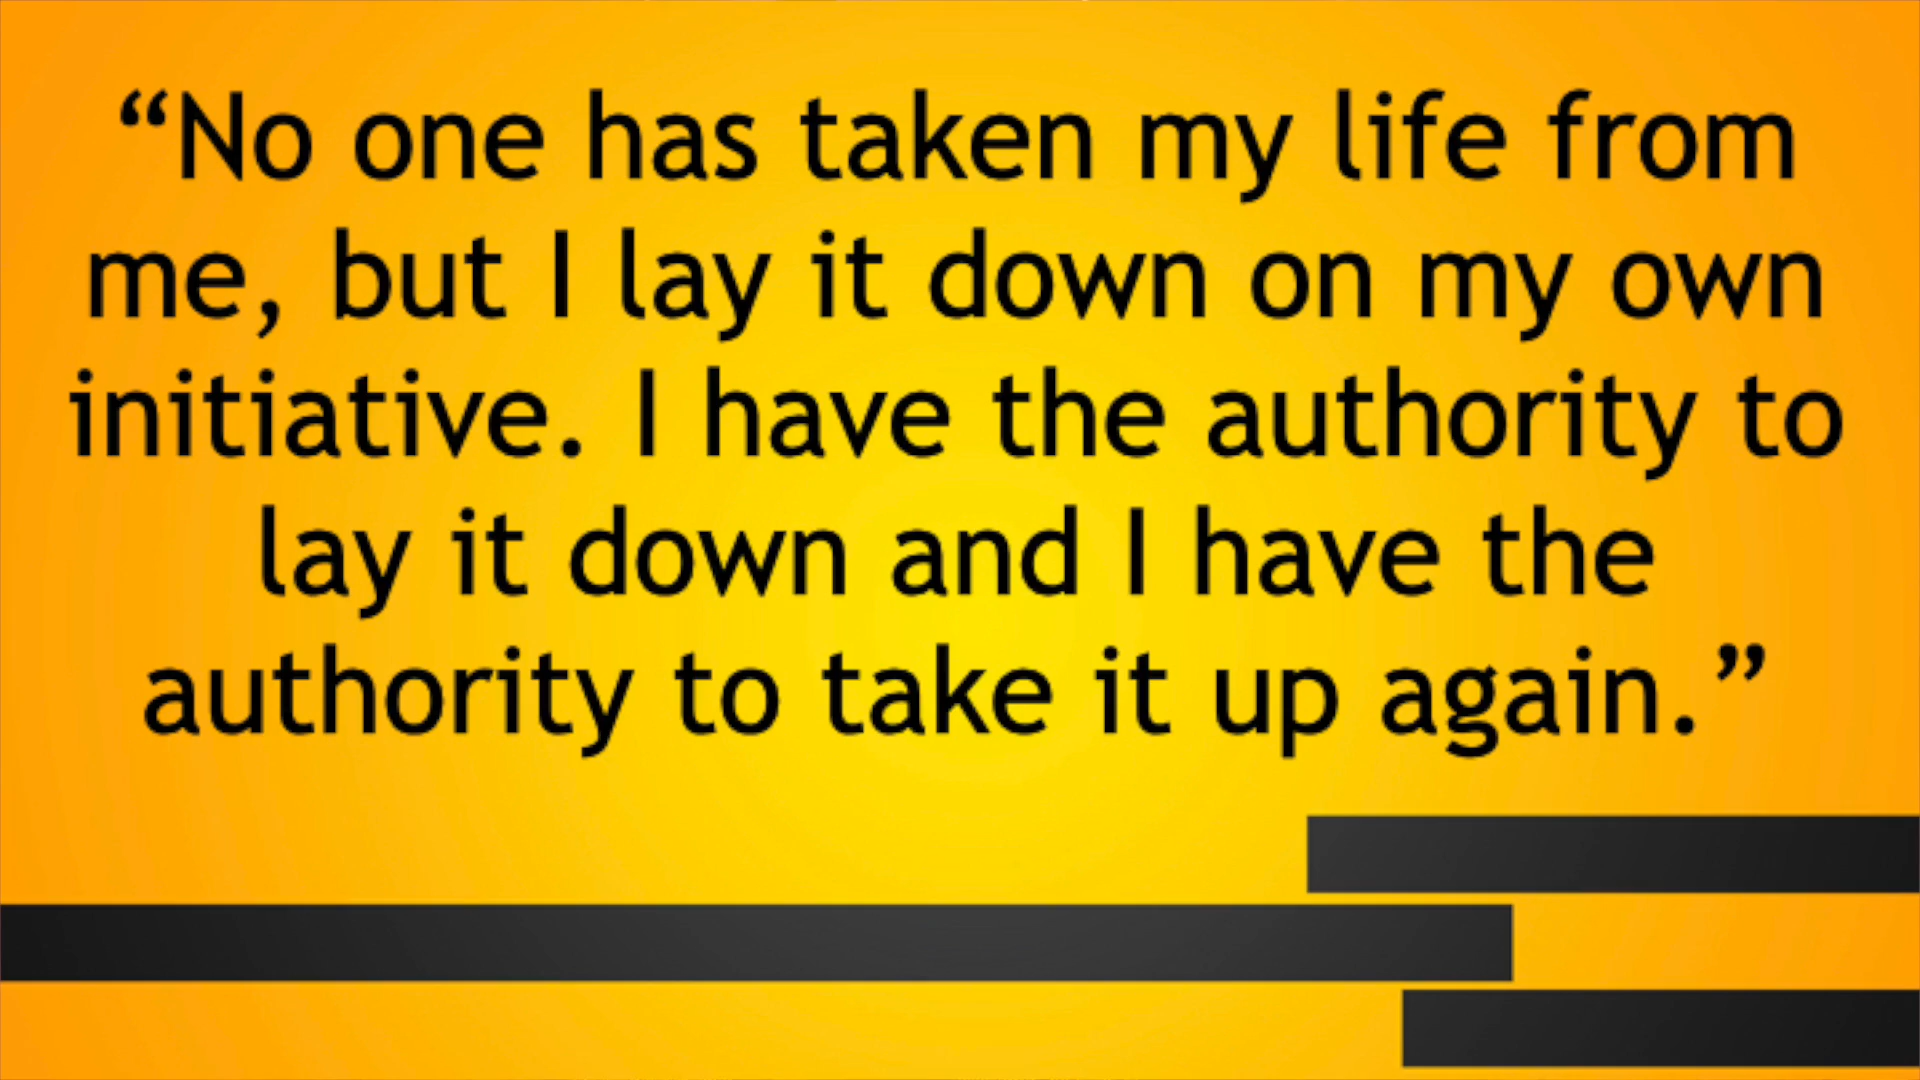 “No one has taken my life from
me, but I lay it down on my own
initiative. I have the authority to
lay it down and I have the
authority to take it up again.”